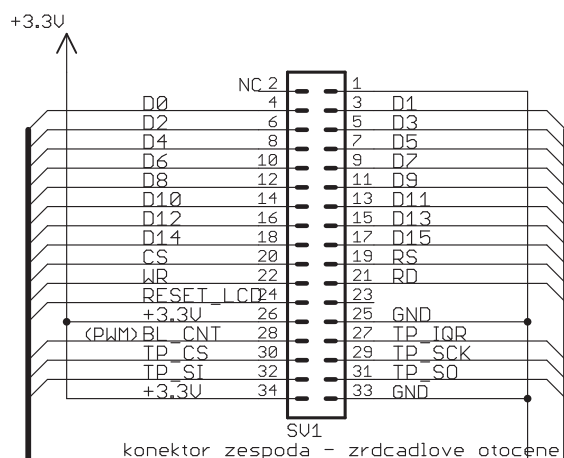 +3.3V
NC 2 1
D0 4 3 D1
D2 6 5 D3
D4 8 7 D5
D6 10 9 D7
D8 12 11 D9
D10 14 13 D11
D12 16 15 D13
D14 18 17 D15
CS 20 19 RS
WR 22 21 RD
RESET_LCD 24 23
+3.3V 26 25 GND
(PWM) BL_CNT 28 27 TP_IQR
TP_CS 30 29 TP_SCK
TP_SI 32 31 TP_SO
+3.3V 34 33 GND
SV1
konektor zespoda - zrdcadlove otocene